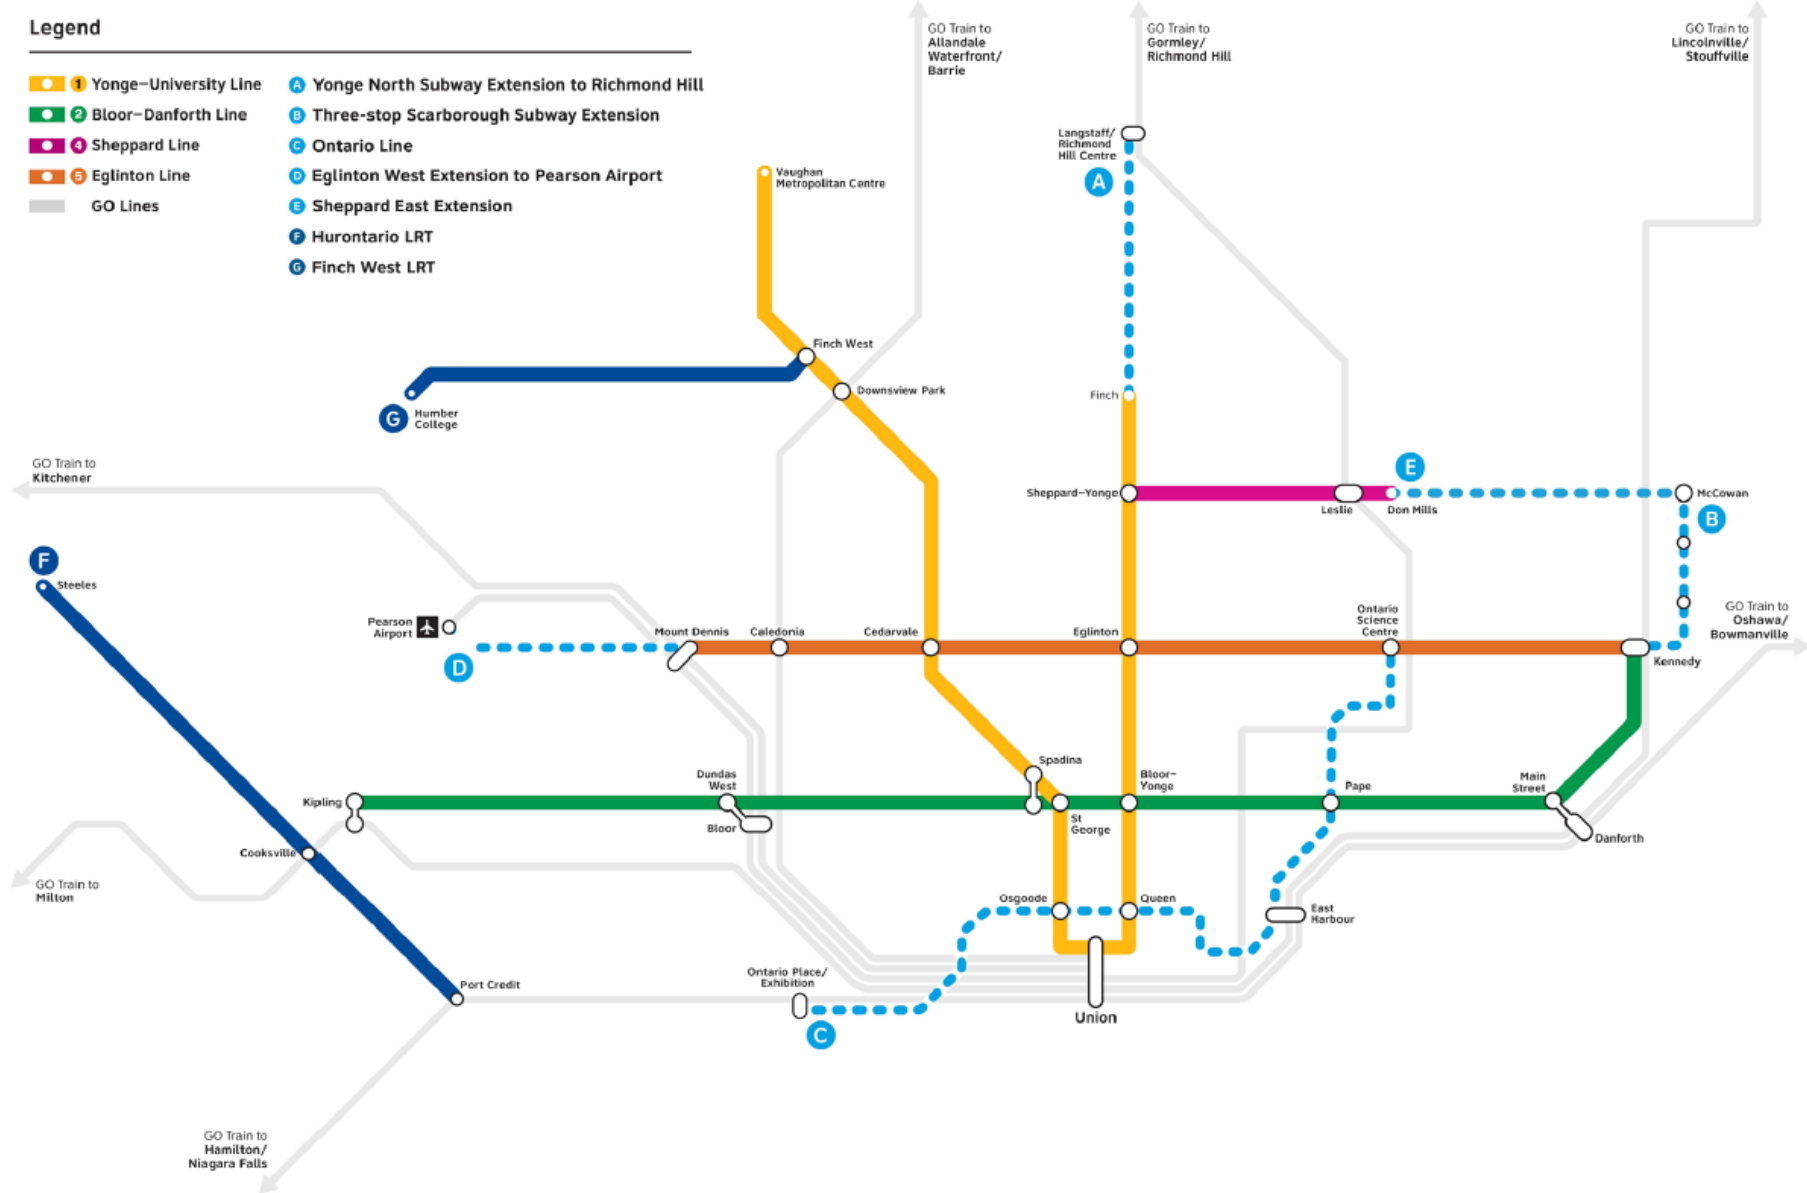 Legend
1 Yonge–University Line
2 Bloor–Danforth Line
4 Sheppard Line
5 Eglinton Line
GO Lines
A Yonge North Subway Extension to Richmond Hill
B Three-stop Scarborough Subway Extension
C Ontario Line
D Eglinton West Extension to Pearson Airport
E Sheppard East Extension
F Hurontario LRT
G Finch West LRT
GO Train to
Allandale
Waterfront/
Barrie
GO Train to
Gormley/
Richmond Hill
GO Train to
Lincolnville/
Stouffville
Langstaff/
Richmond
Hill Centre
A
Vaughan
Metropolitan Centre
Finch West
Downsview Park
Finch
G
Humber
College
GO Train to
Kitchener
E
Sheppard–Yonge
Leslie
Don Mills
McCowan
B
F
Steeles
Pearson
Airport
D
Mount Dennis
Caledonia
Cedarvale
Eglinton
Ontario
Science
Centre
GO Train to
Oshawa/
Bowmanville
Kennedy
Spadina
Dundas
West
Bloor–
Yonge
Pape
Main
Street
Kipling
Bloor
St
George
Danforth
Cooksville
GO Train to
Milton
Osgoode
Queen
East
Harbour
Port Credit
Ontario Place/
Exhibition
C
Union
GO Train to
Hamilton/
Niagara Falls